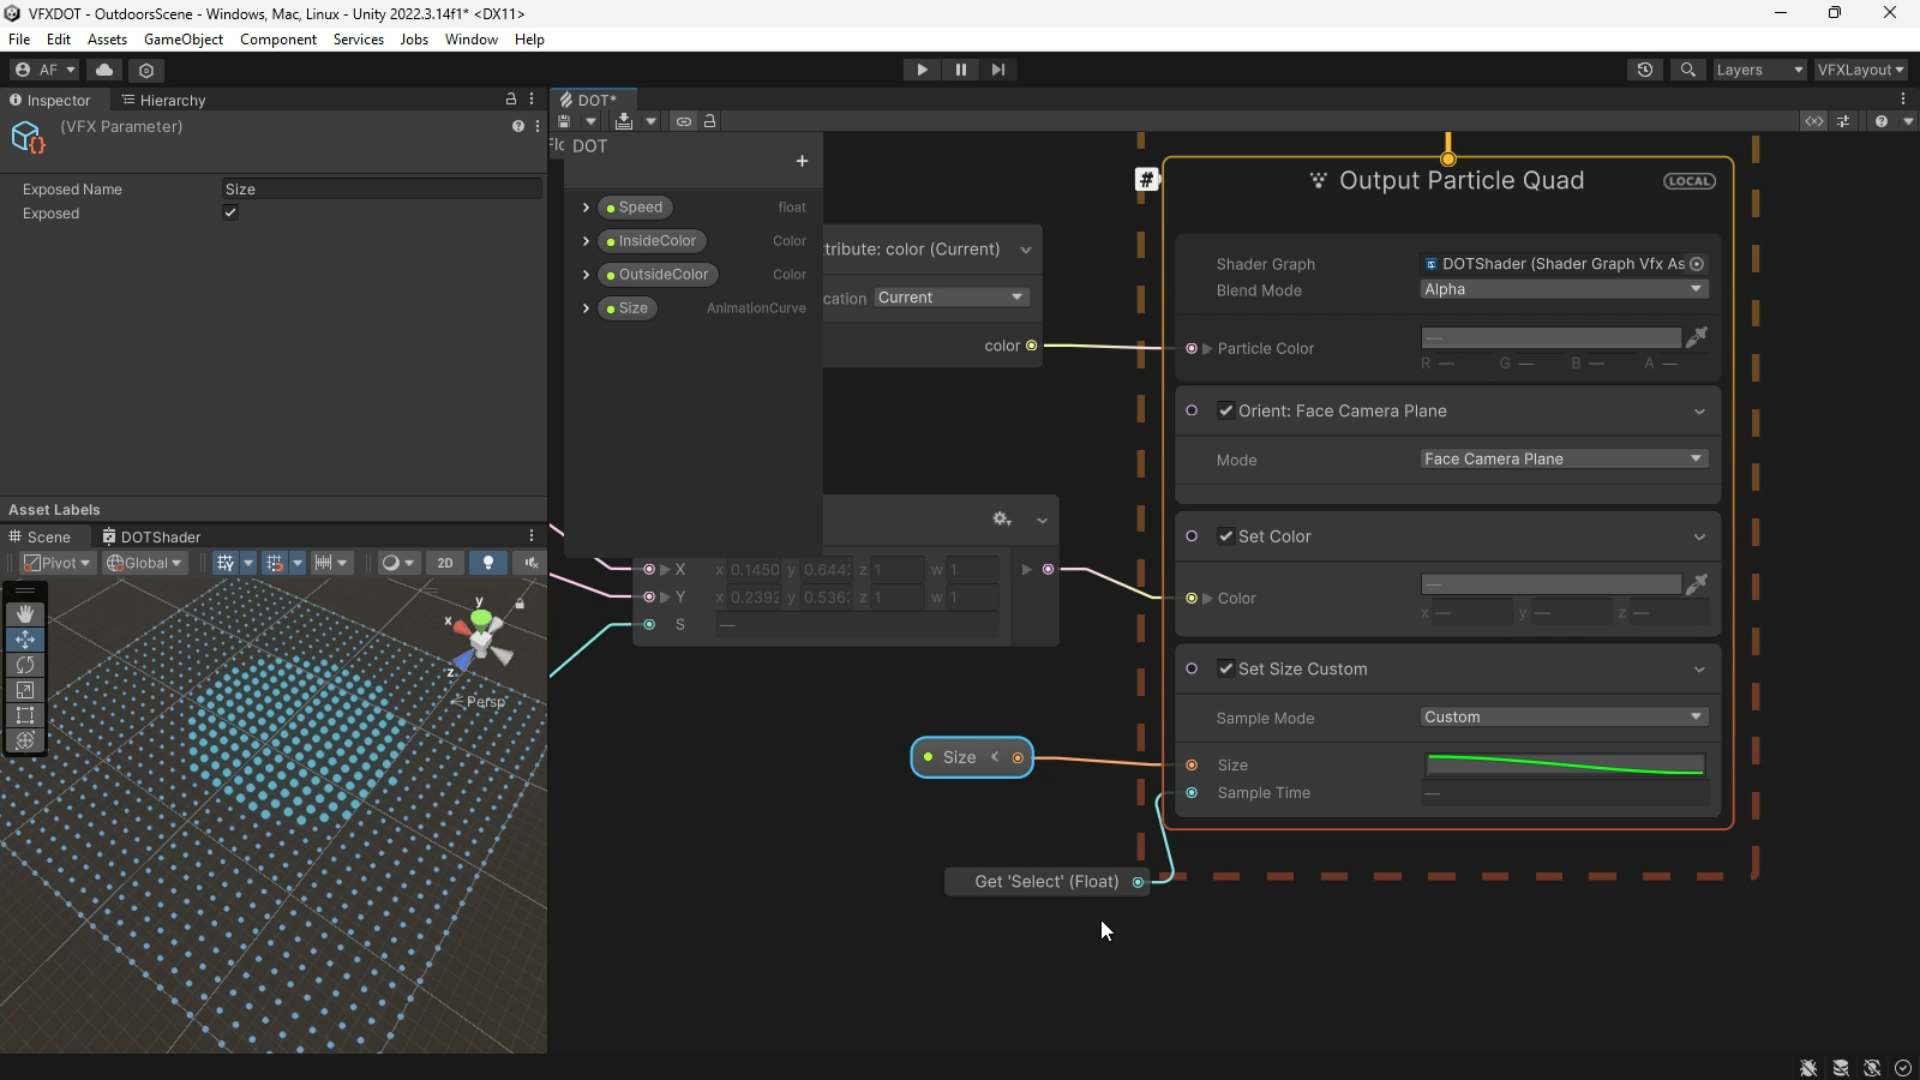 VFXDOT - OutdoorsScene - Windows, Mac, Linux - Unity 2022.3.14f1* <DX11>
File Edit Assets GameObject Component Services Jobs Window Help
AF
Layers
VFXLayout
Inspector
Hierarchy
(VFX Parameter)
Exposed Name
Size
Exposed
Asset Labels
Scene
DOTShader
Pivot
Global
2D
y
x
z
Persp
DOT*
DOT
Speed float
InsideColor Color
OutsideColor Color
Size AnimationCurve
tribute: color (Current)
cation Current
color
X x 0.1450 y 0.644 z 1 w 1
Y x 0.2392 y 0.536 z 1 w 1
S —
Size
Get 'Select' (Float)
#
Output Particle Quad
LOCAL
Shader Graph DOTShader (Shader Graph Vfx As
Blend Mode Alpha
Particle Color —
R — G — B — A —
Orient: Face Camera Plane
Mode Face Camera Plane
Set Color
Color —
x — y — z —
Set Size Custom
Sample Mode Custom
Size
Sample Time —